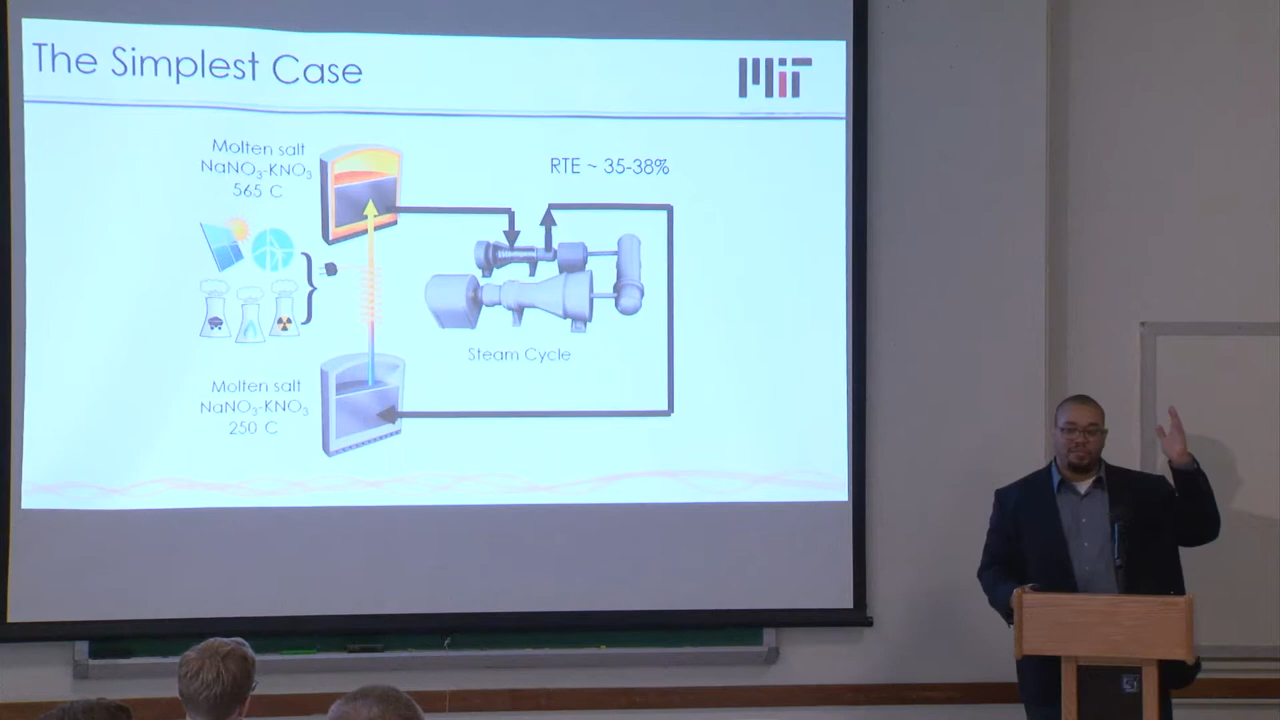 The Simplest Case
MIT
Molten salt
NaNO₃-KNO₃
565 C
RTE ~ 35-38%
Steam Cycle
Molten salt
NaNO₃-KNO₃
250 C